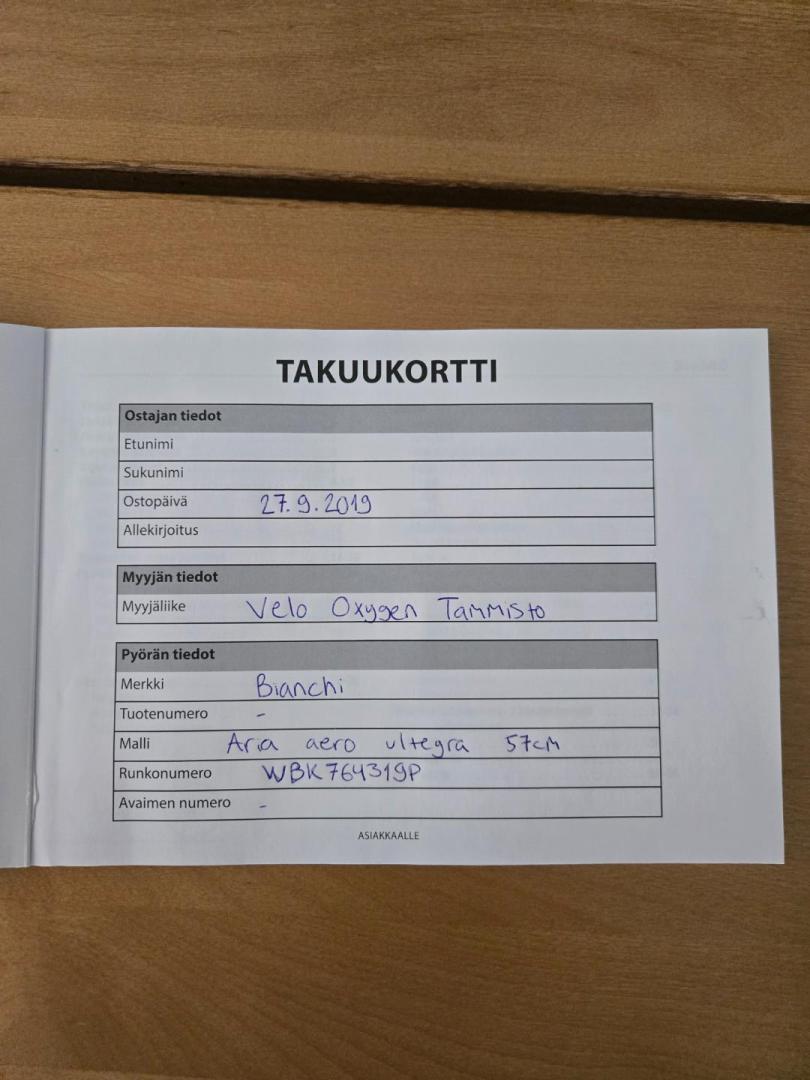 TAKUUKORTTI
Ostajan tiedot
Etunimi
Sukunimi
Ostopäivä 27.9.2019
Allekirjoitus
Myyjän tiedot
Myyjäliike Velo Oxygen Tammisto
Pyörän tiedot
Merkki Bianchi
Tuotenumero -
Malli Aria aero ultegra 57cm
Runkonumero WBK764319P
Avaimen numero -
ASIAKKAALLE